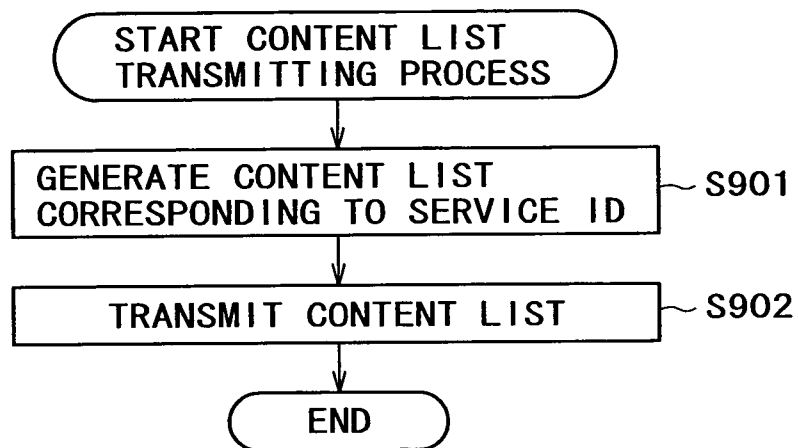 START CONTENT LIST
TRANSMITTING PROCESS
GENERATE CONTENT LIST
CORRESPONDING TO SERVICE ID
S901
TRANSMIT CONTENT LIST
S902
END